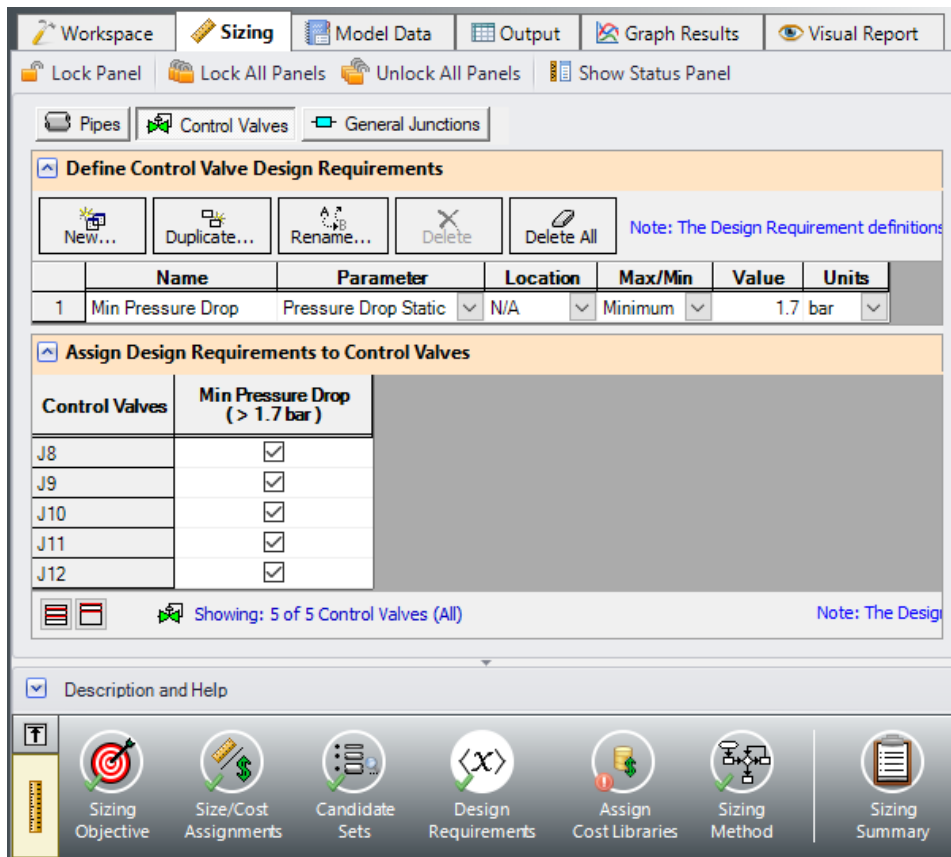 Workspace Sizing Model Data Output Graph Results Visual Report
Lock Panel Lock All Panels Unlock All Panels Show Status Panel
Pipes Control Valves General Junctions
Define Control Valve Design Requirements
New... Duplicate... Rename... Delete Delete All Note: The Design Requirement definitions
Name Parameter Location Max/Min Value Units
1 Min Pressure Drop Pressure Drop Static N/A Minimum 1.7 bar
Assign Design Requirements to Control Valves
Control Valves Min Pressure Drop
( > 1.7 bar )
J8
J9
J10
J11
J12
Showing: 5 of 5 Control Valves (All) Note: The Desig
Description and Help
Sizing Size/Cost Candidate Design Assign Sizing Sizing
Objective Assignments Sets Requirements Cost Libraries Method Summary